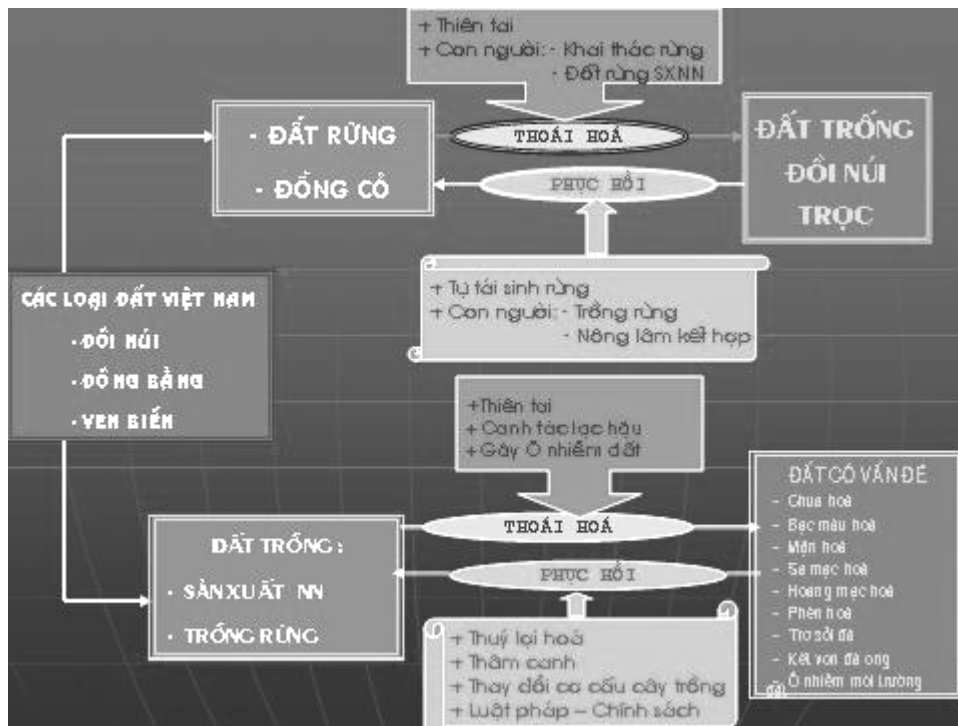 + Thiên tai
+ Con người: - Khai thác rừng
- Đốt rừng SXNN
- ĐẤT RỪNG
- ĐỒNG CỎ
THOÁI HOÁ
PHỤC HỒI
ĐẤT TRỐNG
ĐỒI NÚI
TRỌC
+ Tự tái sinh rừng
+ Con người: - Trồng rừng
- Nông lâm kết hợp
CÁC LOẠI ĐẤT VIỆT NAM
- ĐỒI NÚI
- ĐỒNG BẰNG
- VEN BIỂN
+Thiên tai
+ Canh tác lạc hậu
+ Gây Ô nhiễm đất
ĐẤT TRỒNG :
- SẢN XUẤT NN
- TRỒNG RỪNG
THOÁI HOÁ
PHỤC HỒI
ĐẤT CÓ VẤN ĐỀ
- Chua hoá
- Bạc màu hoá
- Mặn hoá
- Sa mạc hoá
- Hoang mạc hoá
- Phèn hoá
- Trơ sỏi đá
- Kết von đá ong
- Ô nhiễm môi trường
đất
+ Thuỷ lợi hoá
+ Thâm canh
+ Thay đổi cơ cấu cây trồng
+ Luật pháp – Chính sách